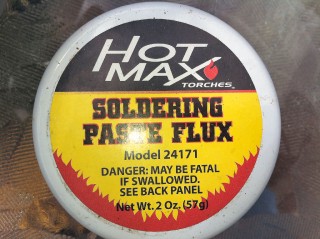 HOT
MAX
TORCHES™
SOLDERING
PASTE FLUX
Model 24171
DANGER: MAY BE FATAL
IF SWALLOWED.
SEE BACK PANEL
Net Wt. 2 Oz. (57g)